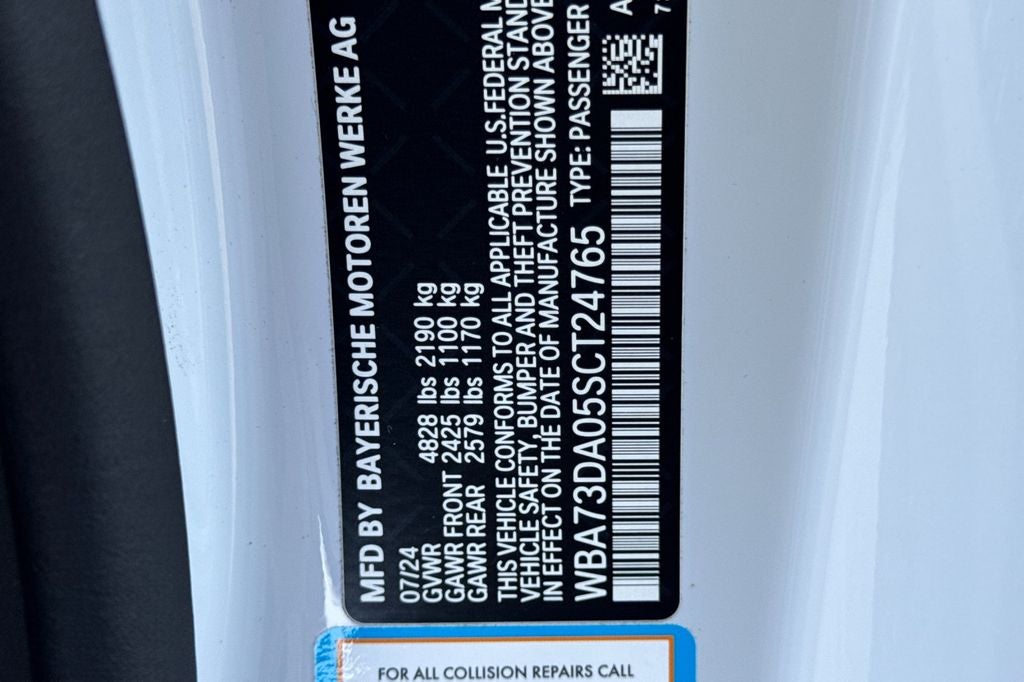 MFD BY BAYERISCHE MOTOREN WERKE AG
07/24
GVWR 4828 lbs 2190 kg
GAWR FRONT 2425 lbs 1100 kg
GAWR REAR 2579 lbs 1170 kg
THIS VEHICLE CONFORMS TO ALL APPLICABLE U.S.FEDERAL M
VEHICLE SAFETY, BUMPER AND THEFT PREVENTION STAND
IN EFFECT ON THE DATE OF MANUFACTURE SHOWN ABOVE
WBA73DA05SCT24765 TYPE: PASSENGER
FOR ALL COLLISION REPAIRS CALL